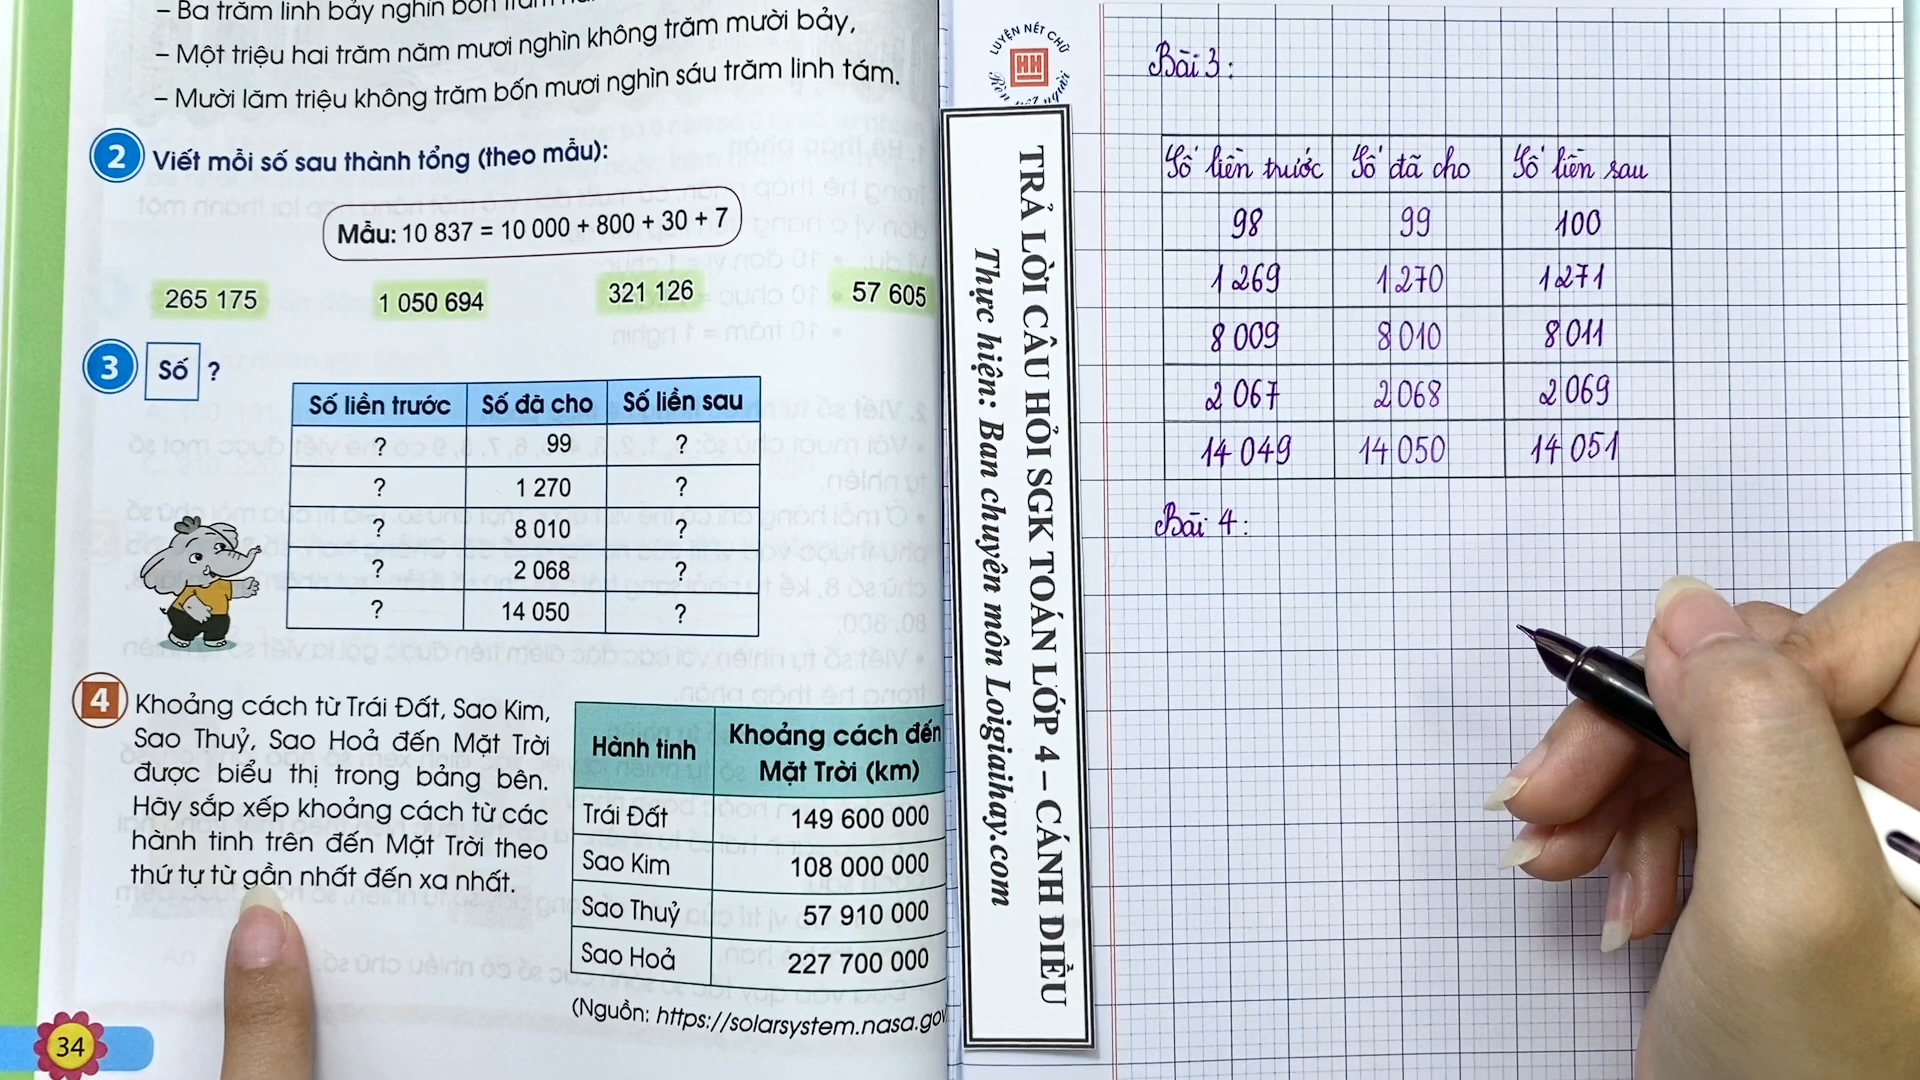 – Ba trăm linh bảy nghìn bốn trăm
– Một triệu hai trăm năm mươi nghìn không trăm mười bảy,
– Mười lăm triệu không trăm bốn mươi nghìn sáu trăm linh tám.
2 Viết mỗi số sau thành tổng (theo mẫu):
Mẫu: 10 837 = 10 000 + 800 + 30 + 7
265 175 1 050 694 321 126 57 605
3 Số ?
Số liền trước Số đã cho Số liền sau
? 99 ?
? 1 270 ?
? 8 010 ?
? 2 068 ?
? 14 050 ?
4 Khoảng cách từ Trái Đất, Sao Kim,
Sao Thuỷ, Sao Hoả đến Mặt Trời
được biểu thị trong bảng bên.
Hãy sắp xếp khoảng cách từ các
hành tinh trên đến Mặt Trời theo
thứ tự từ gần nhất đến xa nhất.
Hành tinh Khoảng cách đến
Mặt Trời (km)
Trái Đất 149 600 000
Sao Kim 108 000 000
Sao Thuỷ 57 910 000
Sao Hoả 227 700 000
(Nguồn: https://solarsystem.nasa.gov
34
TRẢ LỜI CÂU HỎI SGK TOÁN LỚP 4 – CÁNH DIỀU
Thực hiện: Ban chuyên môn Loigiaihay.com
LUYỆN NÉT CHỮ
HH
Bài 3:
Số liền trước Số đã cho Số liền sau
98 99 100
1 269 1 270 1 271
8 009 8 010 8 011
2 067 2 068 2 069
14 049 14 050 14 051
Bài 4: